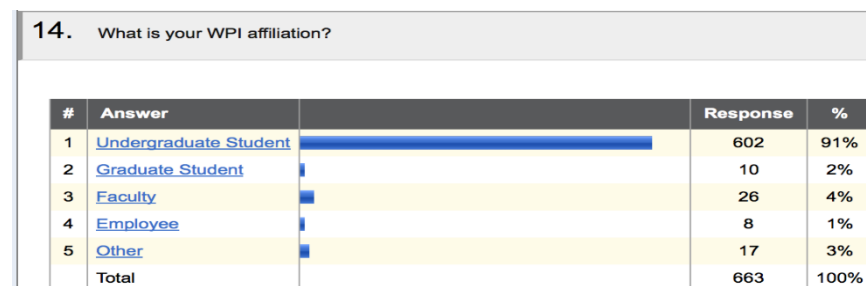 14. What is your WPI affiliation?
# Answer Response %
1 Undergraduate Student 602 91%
2 Graduate Student 10 2%
3 Faculty 26 4%
4 Employee 8 1%
5 Other 17 3%
Total 663 100%